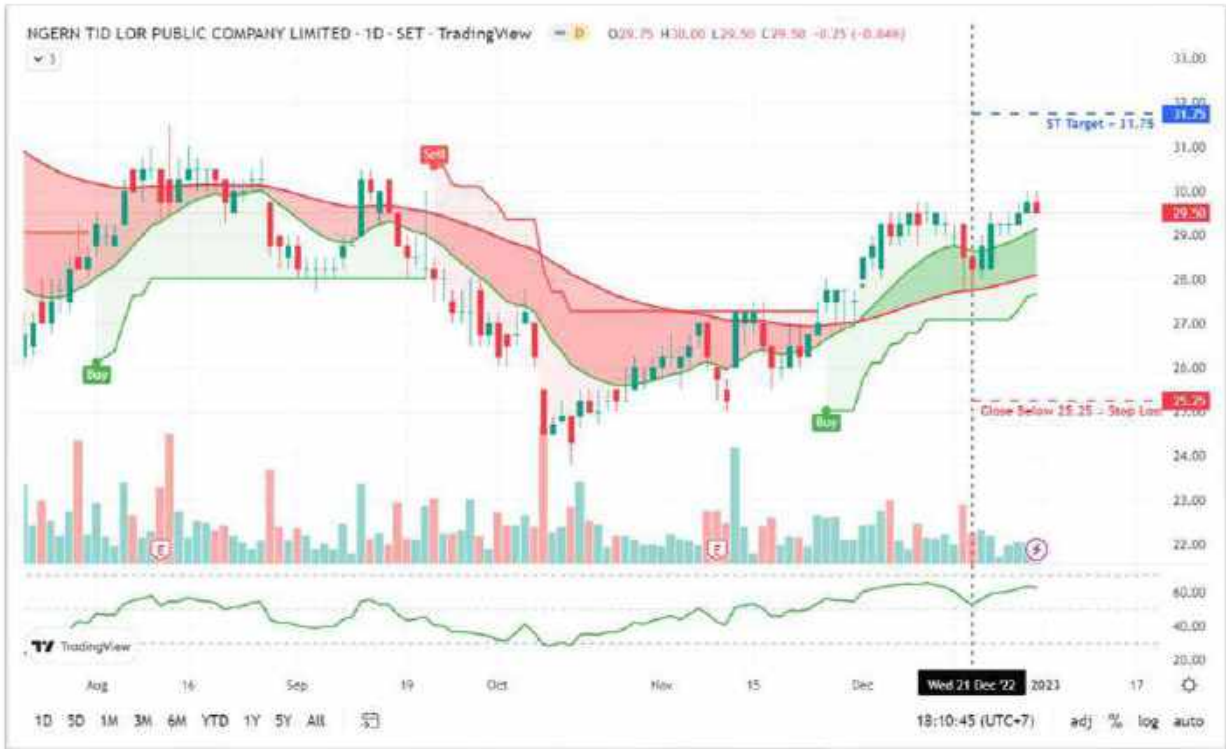 NGERN TID LOR PUBLIC COMPANY LIMITED · 1D · SET · TradingView D O29.75 H30.00 L29.50 C29.50 -0.25 (-0.84%)
33.00
32.00
31.75
ST Target - 31.75
31.00
Sell
30.00
29.50
29.00
28.00
27.00
26.00
Buy
25.25
Close Below 25.25 - Stop Loss
25.00
Buy
24.00
23.00
E
E
22.00
60.00
40.00
TradingView
20.00
Aug 16 Sep 19 Oct Nov 15 Dec Wed 21 Dec '22 2023 17
1D 5D 1M 3M 6M YTD 1Y 5Y All 18:10:45 (UTC+7) adj % log auto